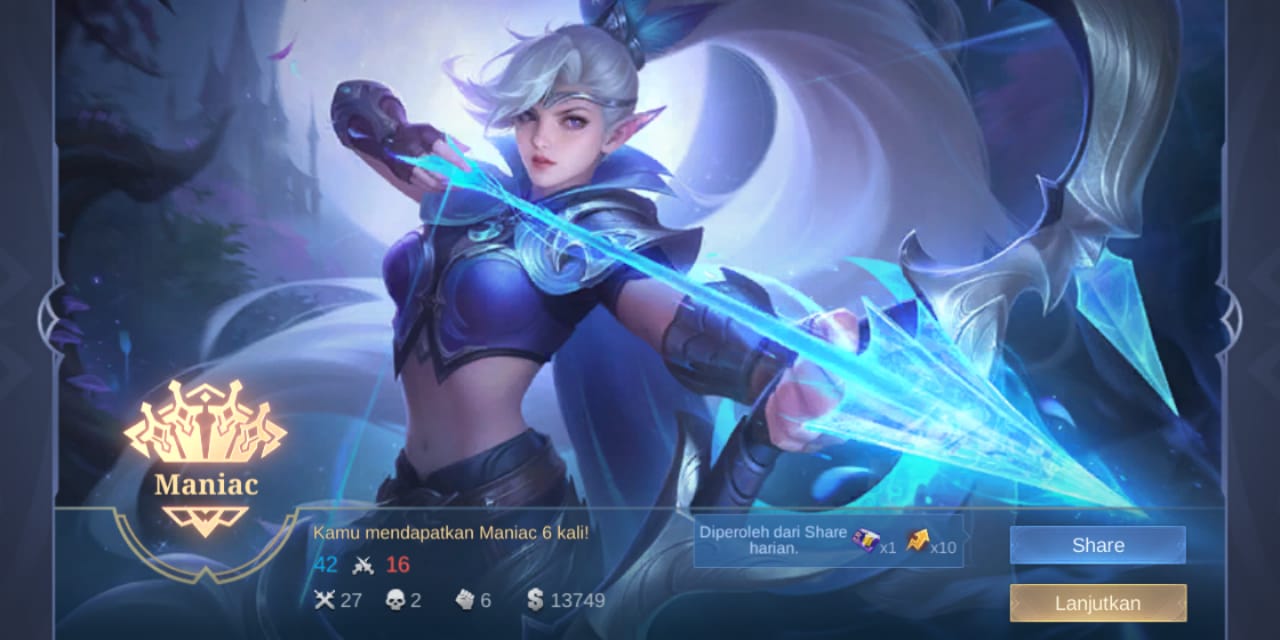 Maniac
Kamu mendapatkan Maniac 6 kali!
42 16
27 2 6 13749
Diperoleh dari Share
harian.
x1 x10
Share
Lanjutkan